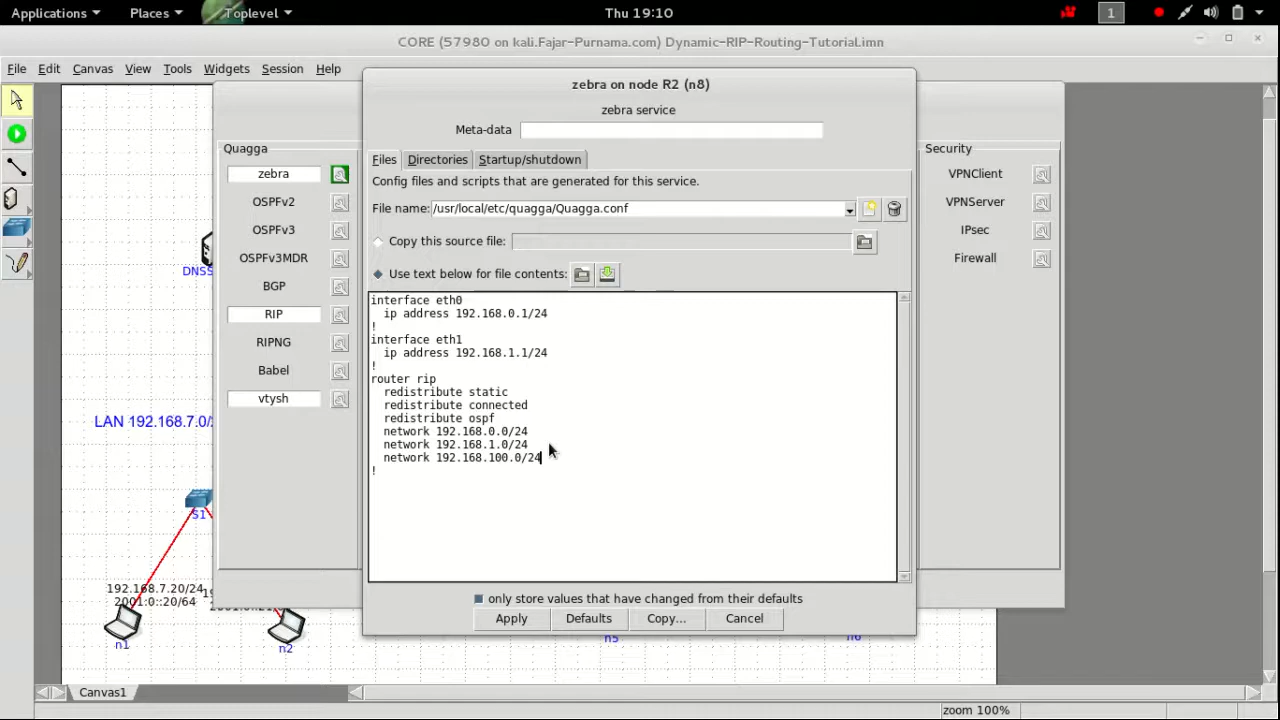 Applications
Places
Toplevel
Thu 19:10
1
CORE (57980 on kali.Fajar-Purnama.com) Dynamic-RIP-Routing-Tutorial.imn
File Edit Canvas View Tools Widgets Session Help
zebra on node R2 (n8)
zebra service
Meta-data
Quagga
zebra
OSPFv2
OSPFv3
OSPFv3MDR
BGP
RIP
RIPNG
Babel
vtysh
Files
Directories
Startup/shutdown
Config files and scripts that are generated for this service.
File name: /usr/local/etc/quagga/Quagga.conf
Copy this source file:
Use text below for file contents:
interface eth0
ip address 192.168.0.1/24
!
interface eth1
ip address 192.168.1.1/24
!
router rip
redistribute static
redistribute connected
redistribute ospf
network 192.168.0.0/24
network 192.168.1.0/24
network 192.168.100.0/24
!
only store values that have changed from their defaults
Apply
Defaults
Copy...
Cancel
Security
VPNClient
VPNServer
IPsec
Firewall
DNSS
LAN 192.168.7.0/
S1
192.168.7.20/24
2001:0::20/64
n1
n2
n5
n6
Canvas1
zoom 100%